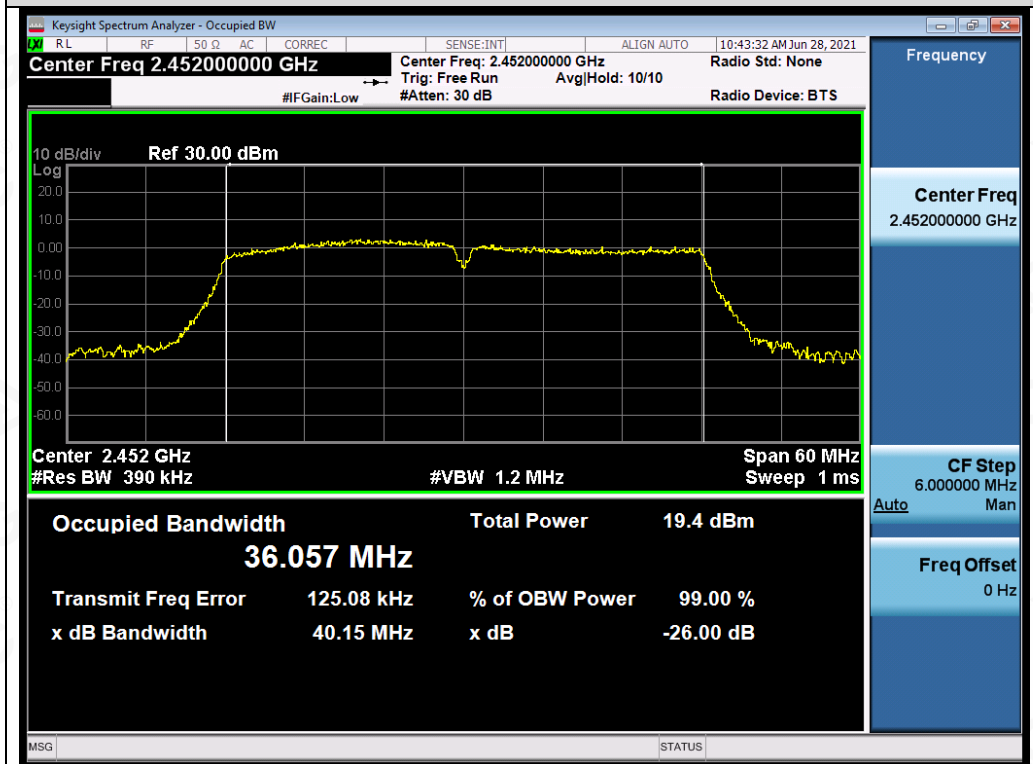 Keysight Spectrum Analyzer - Occupied BW
LXI RL RF 50 Ω AC CORREC SENSE:INT ALIGN AUTO 10:43:32 AM Jun 28, 2021
Center Freq 2.452000000 GHz
Center Freq: 2.452000000 GHz Radio Std: None
Trig: Free Run Avg|Hold: 10/10
#IFGain:Low #Atten: 30 dB Radio Device: BTS
Frequency
10 dB/div Ref 30.00 dBm
Log
20.0
10.0
0.00
-10.0
-20.0
-30.0
-40.0
-50.0
-60.0
Center 2.452 GHz Span 60 MHz
#Res BW 390 kHz #VBW 1.2 MHz Sweep 1 ms
Center Freq
2.452000000 GHz
CF Step
6.000000 MHz
Auto Man
Freq Offset
0 Hz
Occupied Bandwidth Total Power 19.4 dBm
36.057 MHz
Transmit Freq Error 125.08 kHz % of OBW Power 99.00 %
x dB Bandwidth 40.15 MHz x dB -26.00 dB
MSG STATUS